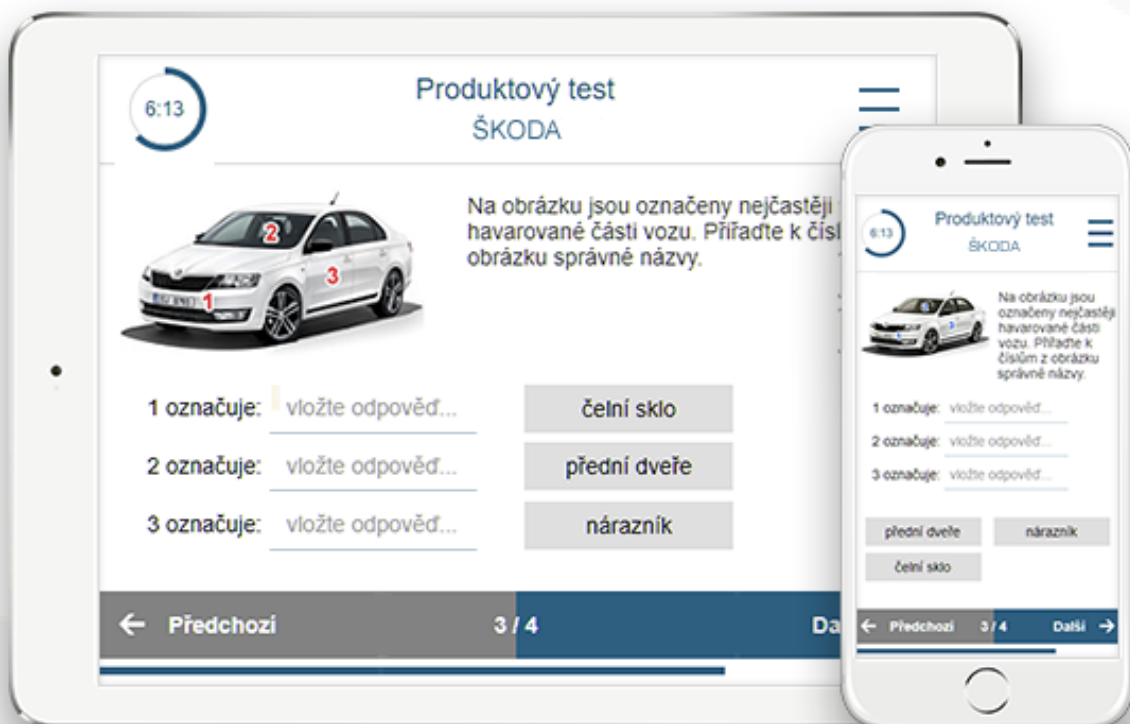 6:13
Produktový test
ŠKODA
2
3
1
Na obrázku jsou označeny nejčastěji
havarované části vozu. Přiřaďte k čísl
obrázku správné názvy.
1 označuje: vložte odpověď... čelní sklo
2 označuje: vložte odpověď... přední dveře
3 označuje: vložte odpověď... nárazník
← Předchozí 3 / 4 Da
6:13
Produktový test
ŠKODA
Na obrázku jsou
označeny nejčastěji
havarované části
vozu. Přiřaďte k
číslům z obrázku
správné názvy.
1 označuje: vložte odpověď...
2 označuje: vložte odpověď...
3 označuje: vložte odpověď...
přední dveře nárazník
čelní sklo
← Předchozí 3 / 4 Další →